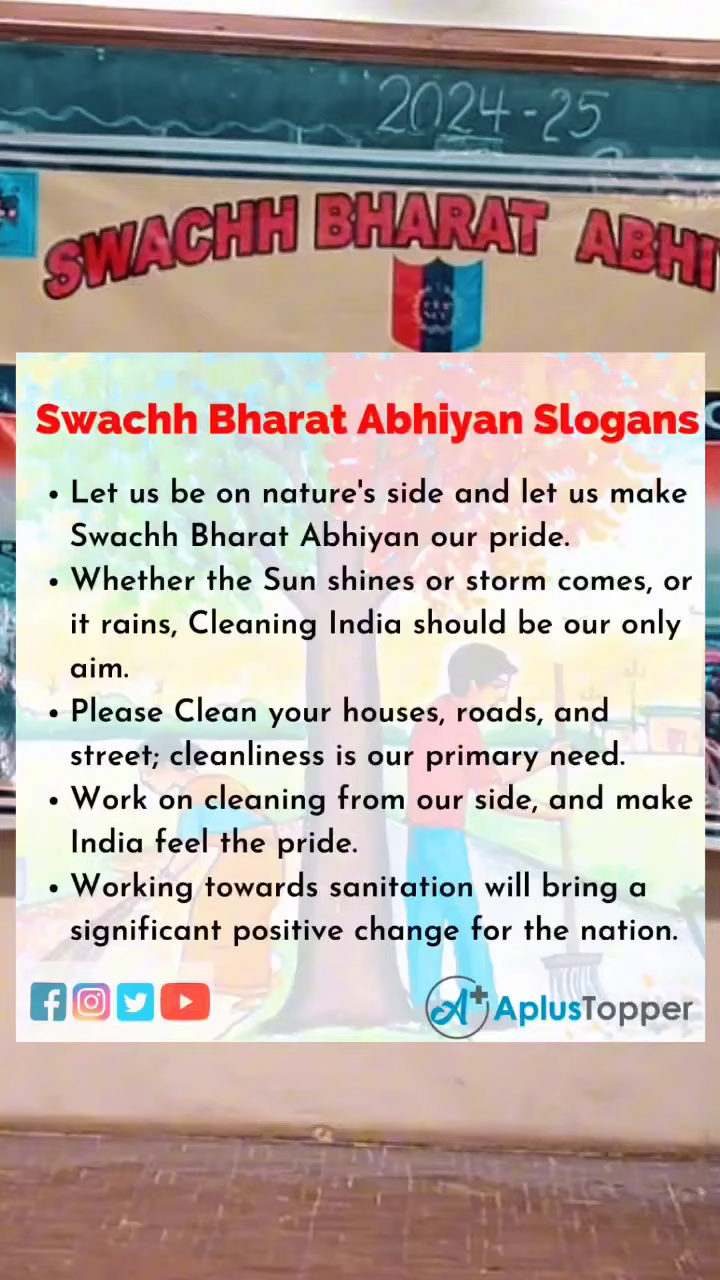 2024-25
SWACHH BHARAT ABHI
Swachh Bharat Abhiyan Slogans
• Let us be on nature's side and let us make
Swachh Bharat Abhiyan our pride.
• Whether the Sun shines or storm comes, or
it rains, Cleaning India should be our only
aim.
• Please Clean your houses, roads, and
street; cleanliness is our primary need.
• Work on cleaning from our side, and make
India feel the pride.
• Working towards sanitation will bring a
significant positive change for the nation.
A+ AplusTopper